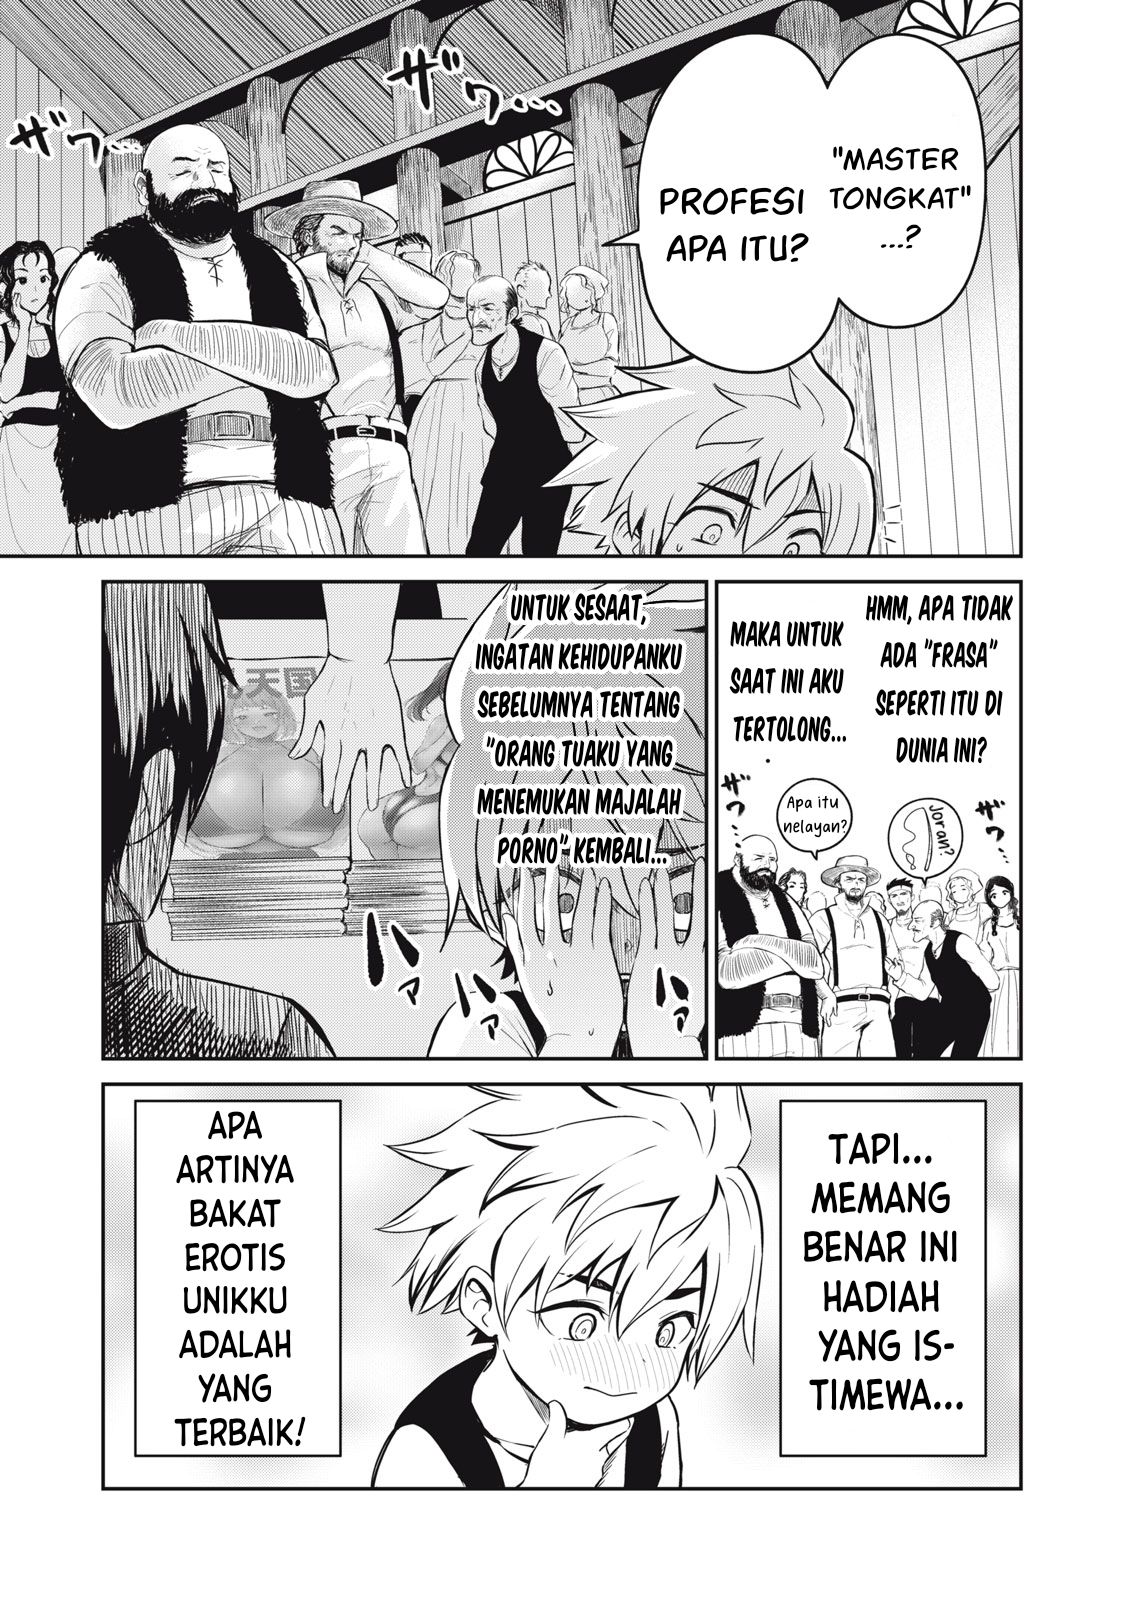 "MASTER
TONGKAT"
...?
PROFESI
APA ITU?
ザワ...
ザワ...
HMM, APA TIDAK
ADA "FRASA"
SEPERTI ITU DI
DUNIA INI?
MAKA UNTUK
SAAT INI AKU
TERTOLONG...
ザワ...
ザワ...
Joran?
Apa itu
nelayan?
UNTUK SESAAT,
INGATAN KEHIDUPANKU
SEBELUMNYA TENTANG
"ORANG TUAKU YANG
MENEMUKAN MAJALAH
PORNO" KEMBALI...
天国
ハァ
ハァ
TAPI...
MEMANG
BENAR INI
HADIAH
YANG IS-
TIMEWA...
APA
ARTINYA
BAKAT
EROTIS
UNIKKU
ADALAH
YANG
TERBAIK!